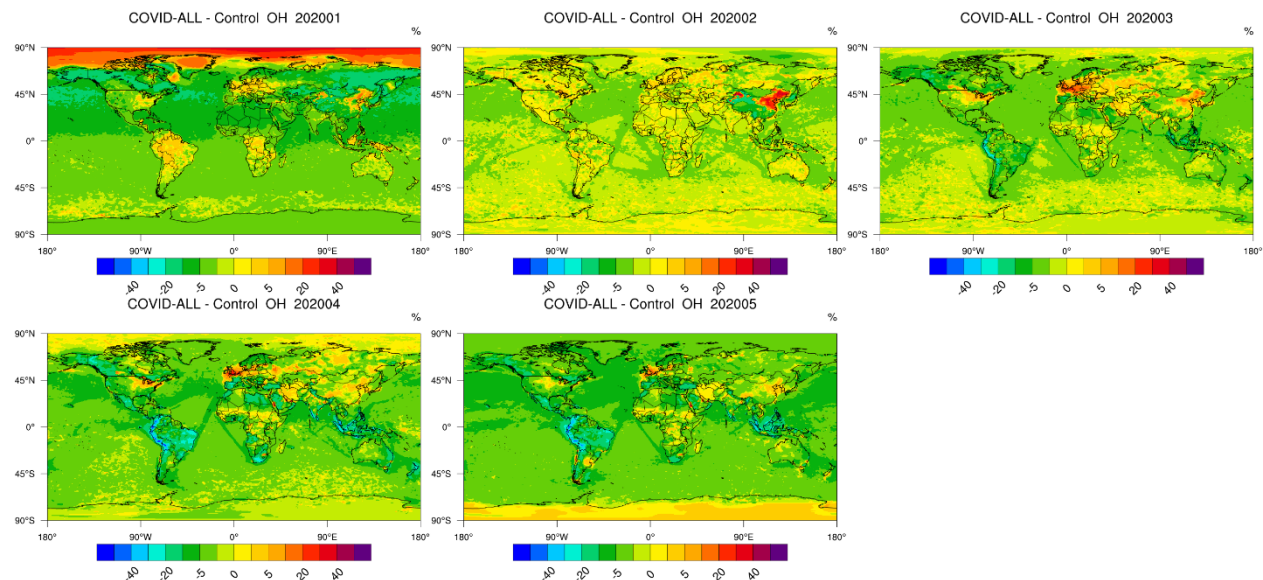 COVID-ALL - Control OH 202001
%
90°N
45°N
0°
45°S
90°S
180° 90°W 0° 90°E 180°
-40 -20 -5 0 5 20 40
COVID-ALL - Control OH 202002
%
90°N
45°N
0°
45°S
90°S
180° 90°W 0° 90°E 180°
-40 -20 -5 0 5 20 40
COVID-ALL - Control OH 202003
%
90°N
45°N
0°
45°S
90°S
180° 90°W 0° 90°E 180°
-40 -20 -5 0 5 20 40
COVID-ALL - Control OH 202004
%
90°N
45°N
0°
45°S
90°S
180° 90°W 0° 90°E 180°
-40 -20 -5 0 5 20 40
COVID-ALL - Control OH 202005
%
90°N
45°N
0°
45°S
90°S
180° 90°W 0° 90°E 180°
-40 -20 -5 0 5 20 40